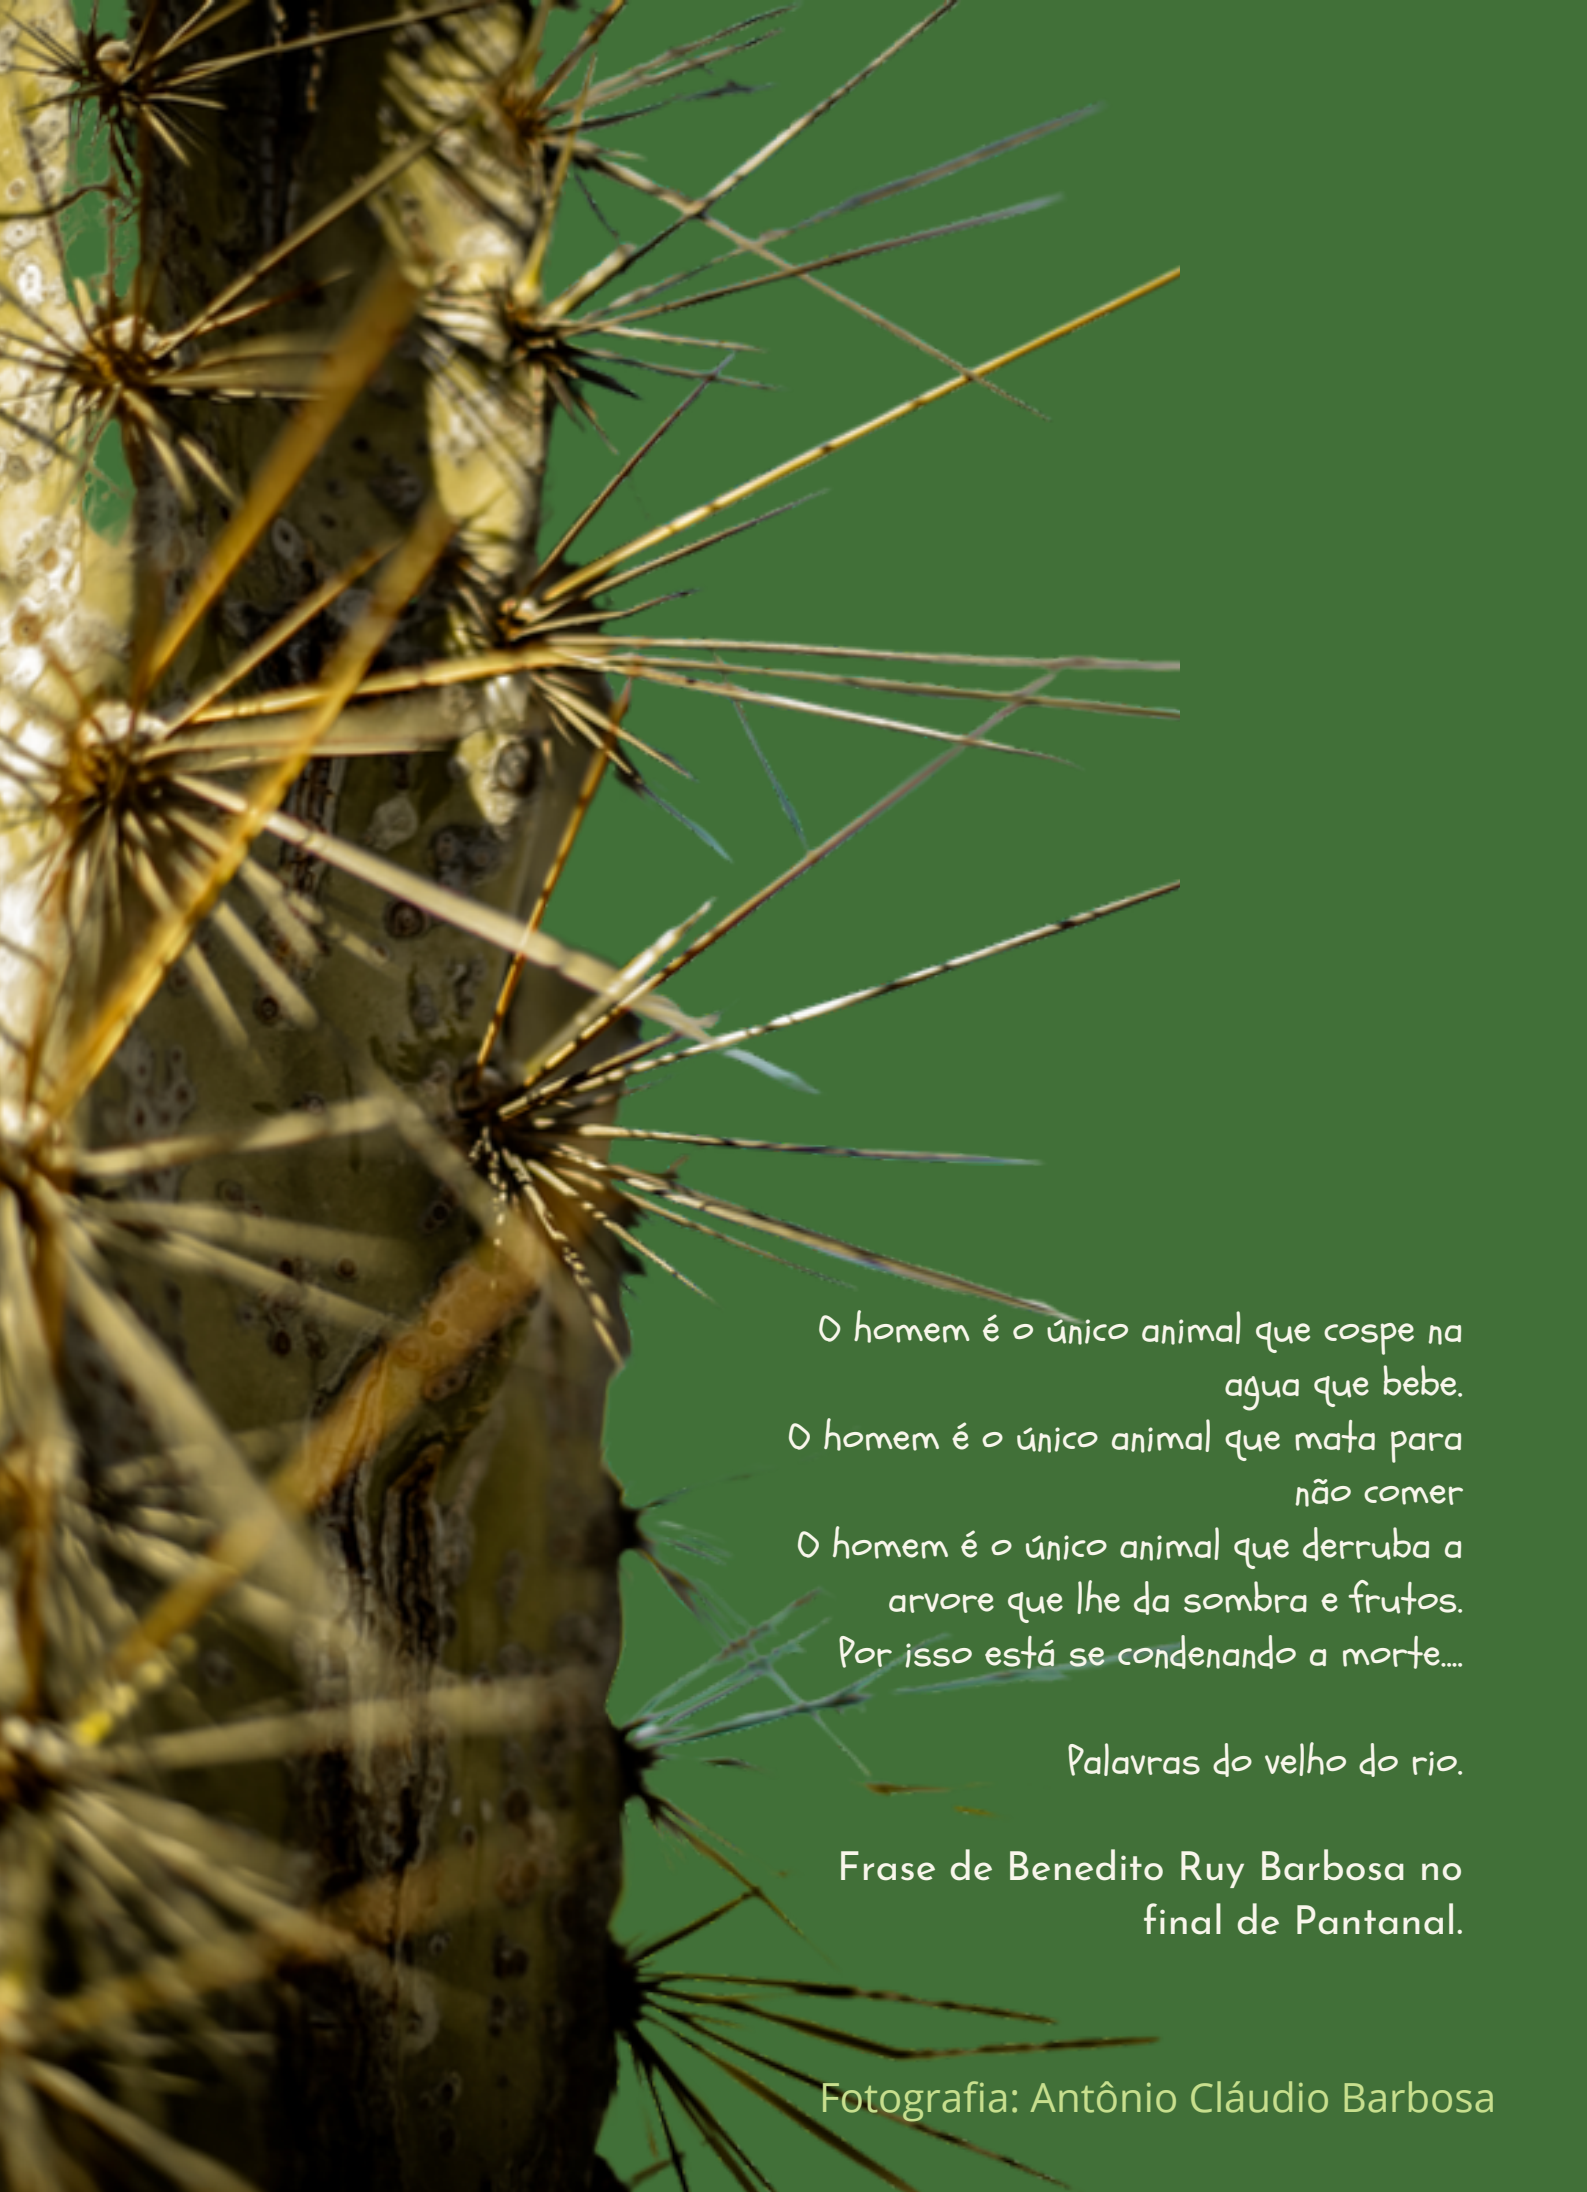 O homem é o único animal que cospe na
agua que bebe.
O homem é o único animal que mata para
não comer
O homem é o único animal que derruba a
arvore que lhe da sombra e frutos.
Por isso está se condenando a morte....
Palavras do velho do rio.
Frase de Benedito Ruy Barbosa no
final de Pantanal.
Fotografia: Antônio Cláudio Barbosa